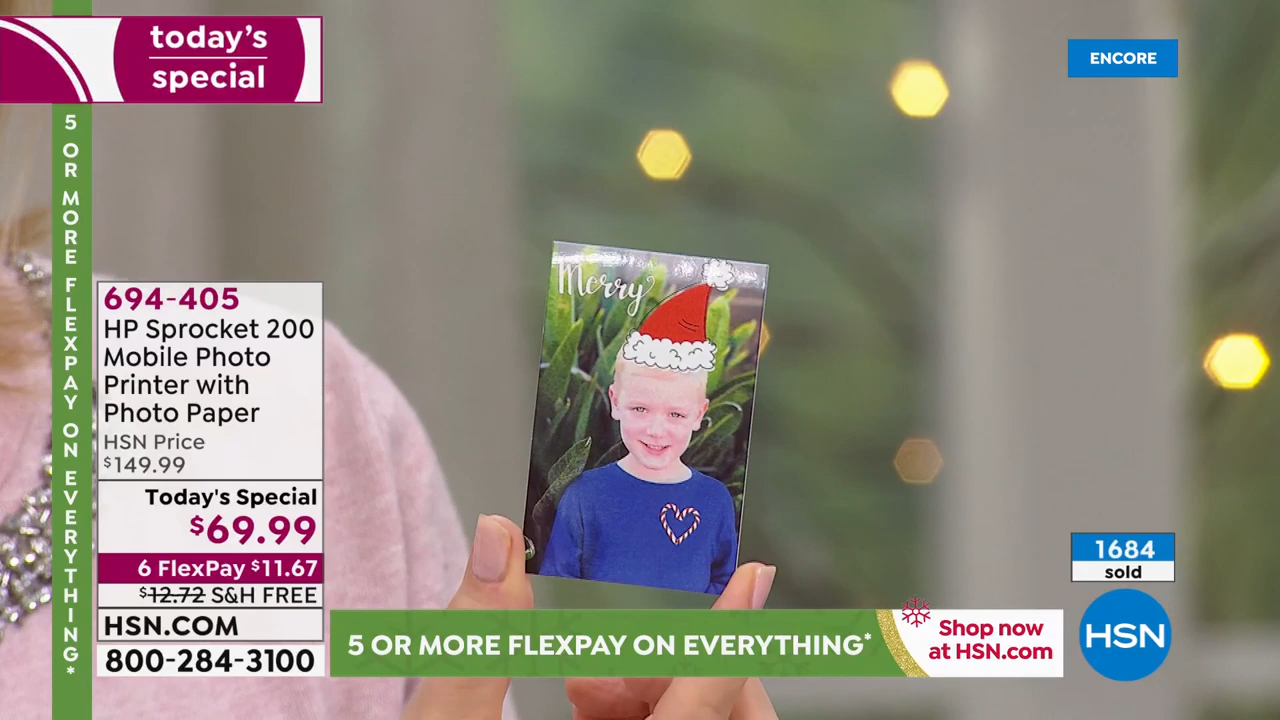 today's
special
ENCORE
5 OR MORE FLEXPAY ON EVERYTHING*
694-405
HP Sprocket 200
Mobile Photo
Printer with
Photo Paper
HSN Price
$149.99
Today's Special
$69.99
6 FlexPay $11.67
$12.72 S&H FREE
HSN.COM
800-284-3100
Merry
5 OR MORE FLEXPAY ON EVERYTHING*
Shop now
at HSN.com
1684
sold
HSN